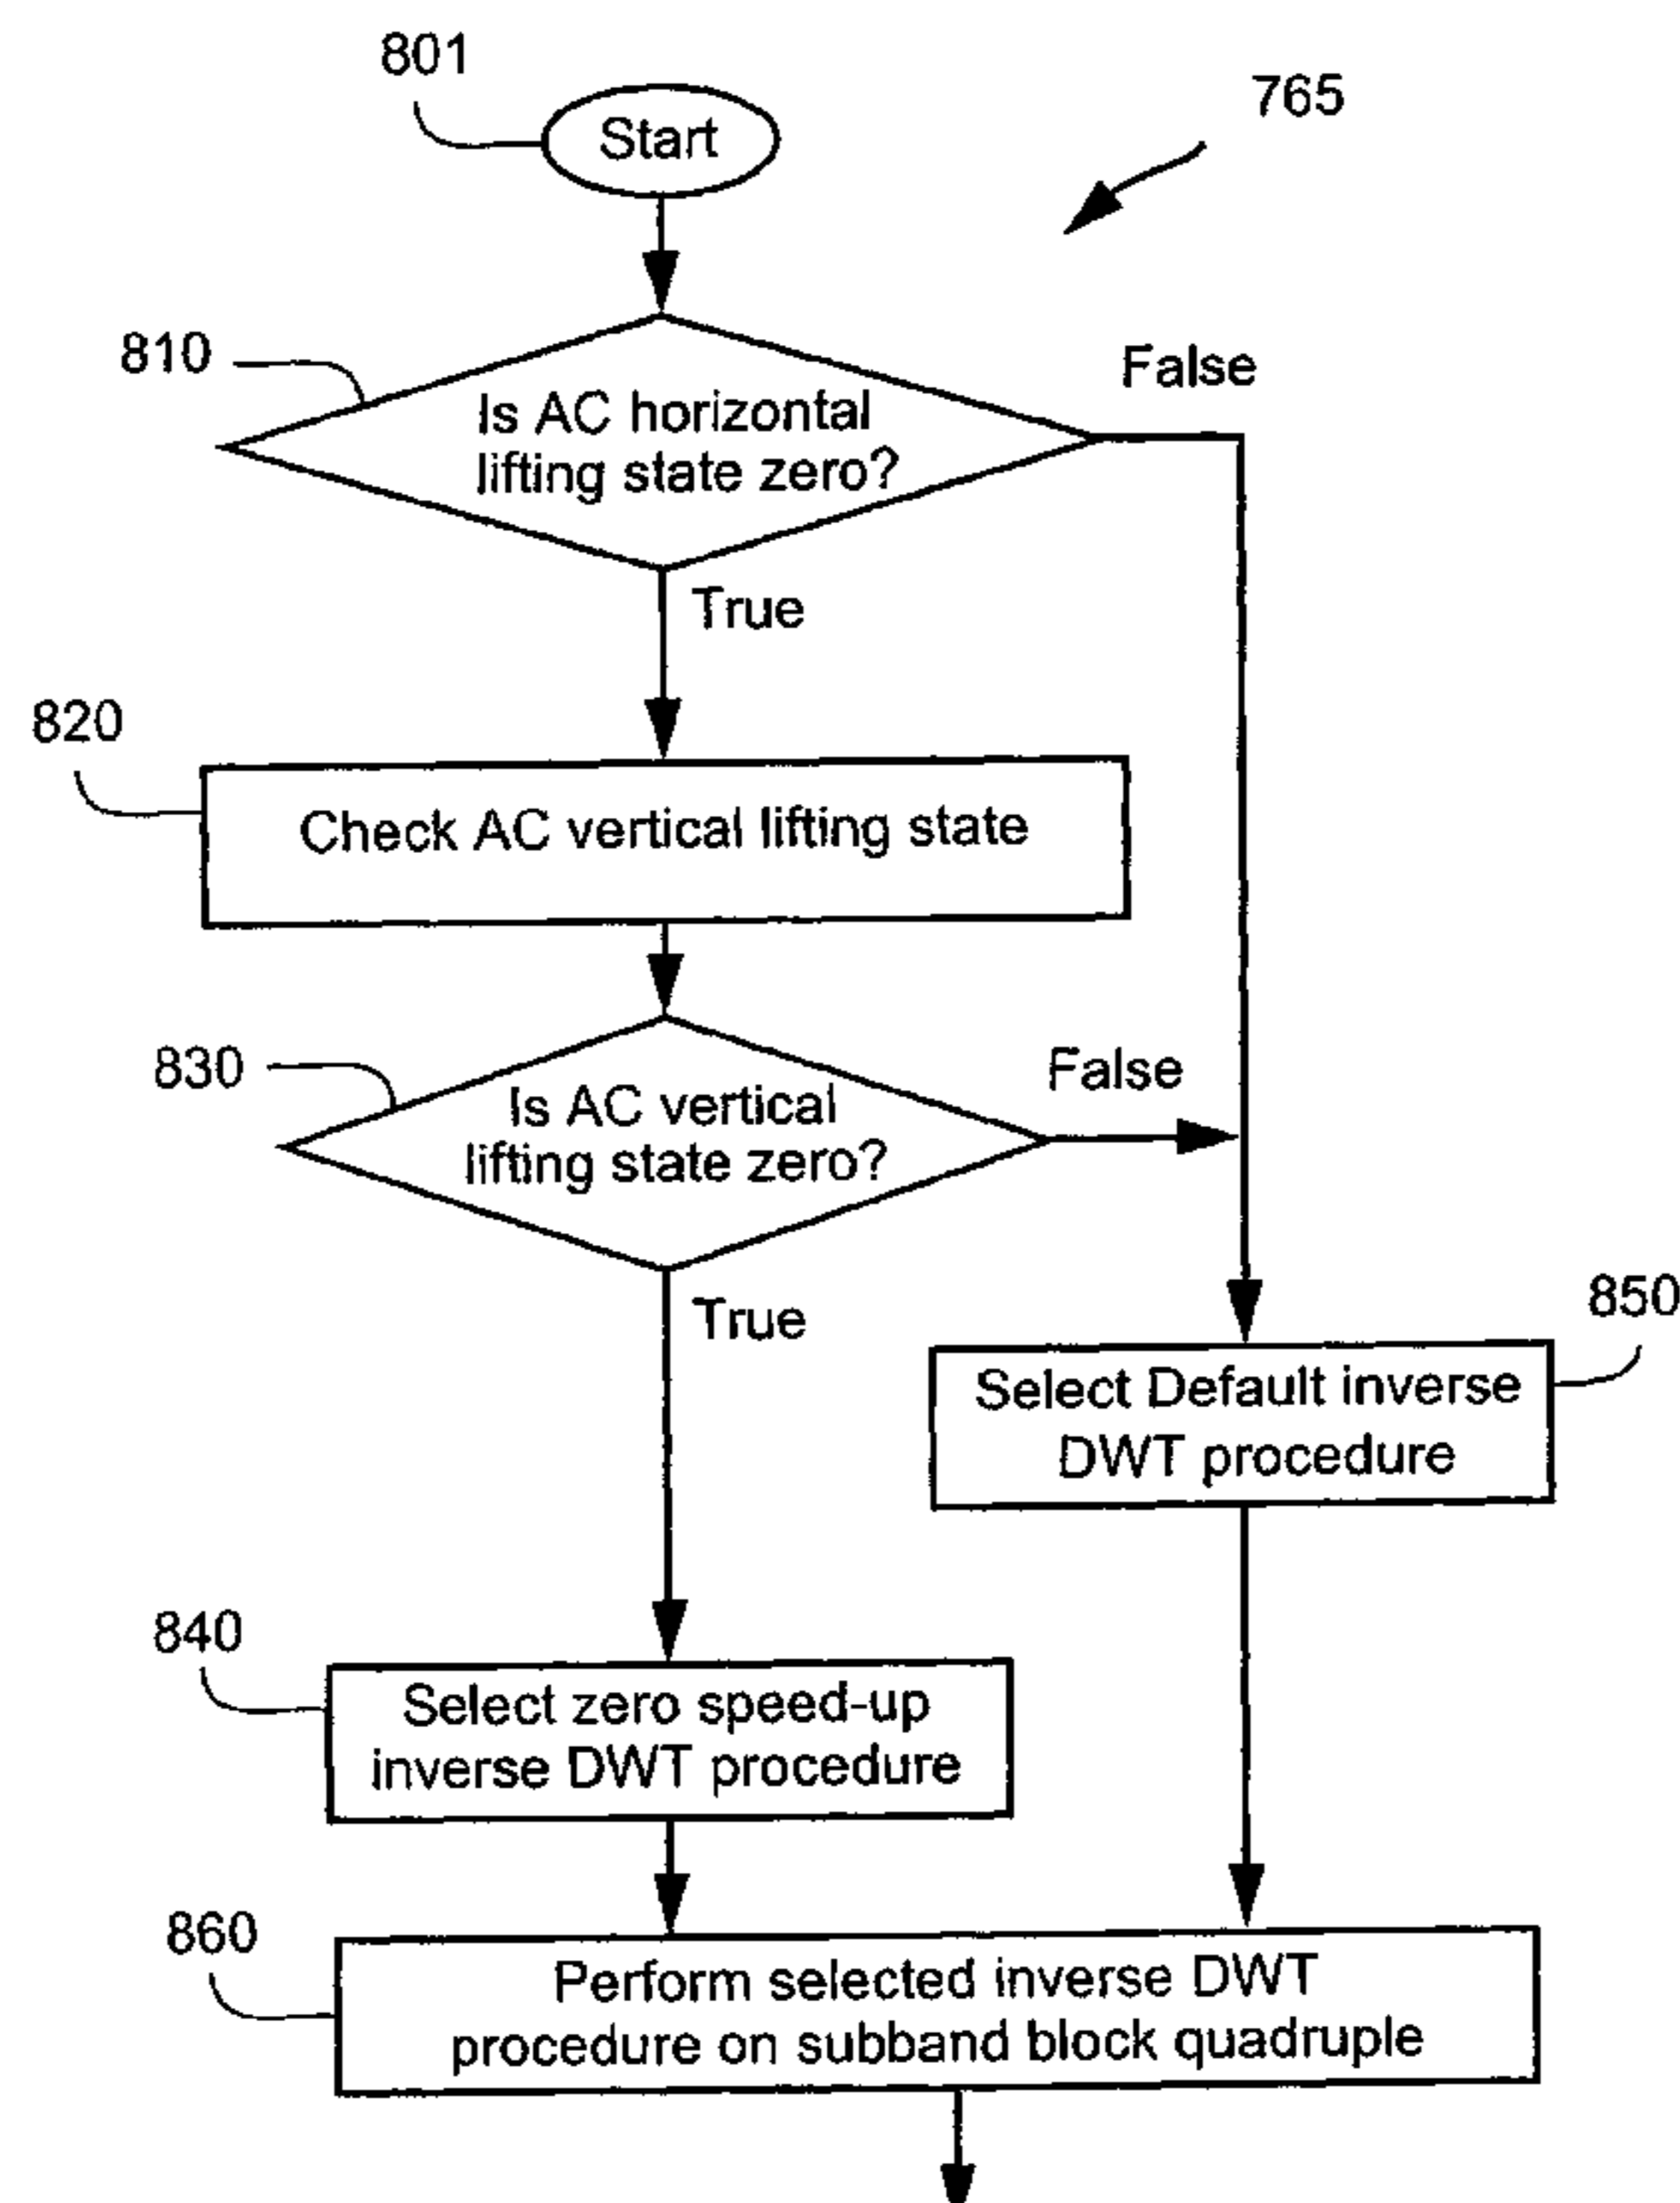 801
Start
765
810
Is AC horizontal
lifting state zero?
False
True
820
Check AC vertical lifting state
830
Is AC vertical
lifting state zero?
False
True
850
Select Default inverse
DWT procedure
840
Select zero speed-up
inverse DWT procedure
860
Perform selected inverse DWT
procedure on subband block quadruple